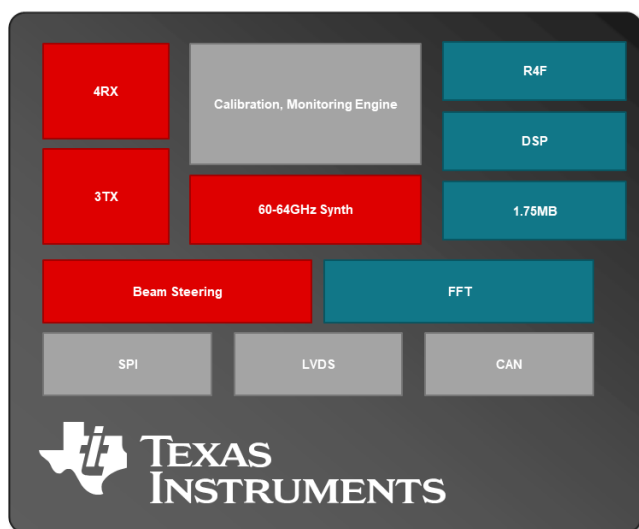 4RX
Calibration, Monitoring Engine
R4F
DSP
3TX
60-64GHz Synth
1.75MB
Beam Steering
FFT
SPI
LVDS
CAN
TEXAS
INSTRUMENTS